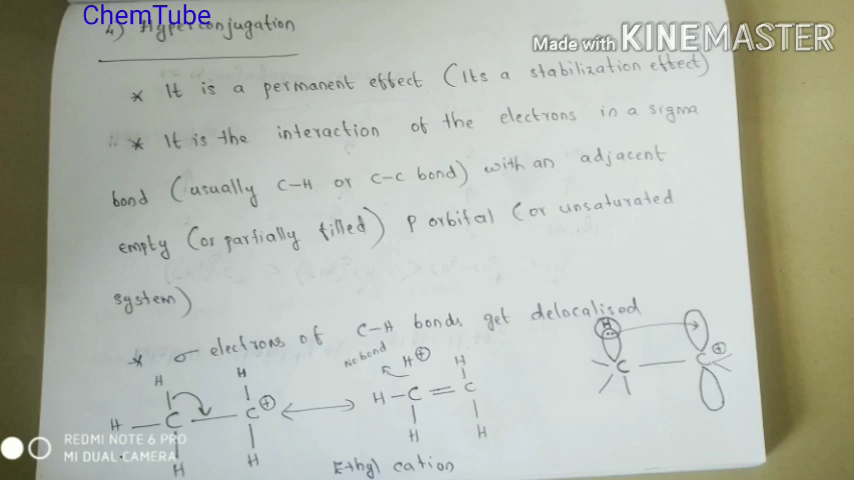 ChemTube
4) Hyperconjugation
Made with KINEMASTER
* It is a permanent effect (Its a stabilization effect)
* It is the interaction of the electrons in a sigma
bond (usually C-H or C-C bond) with an adjacent
empty (or partially filled) p orbital (or unsaturated
system)
* σ electrons of C-H bonds get delocalised
No bond
H H H⊕ H H
H-C-C⊕ ⟷ H-C=C C-C⊕
H H H H
Ethyl cation
REDMI NOTE 6 PRO
MI DUAL CAMERA